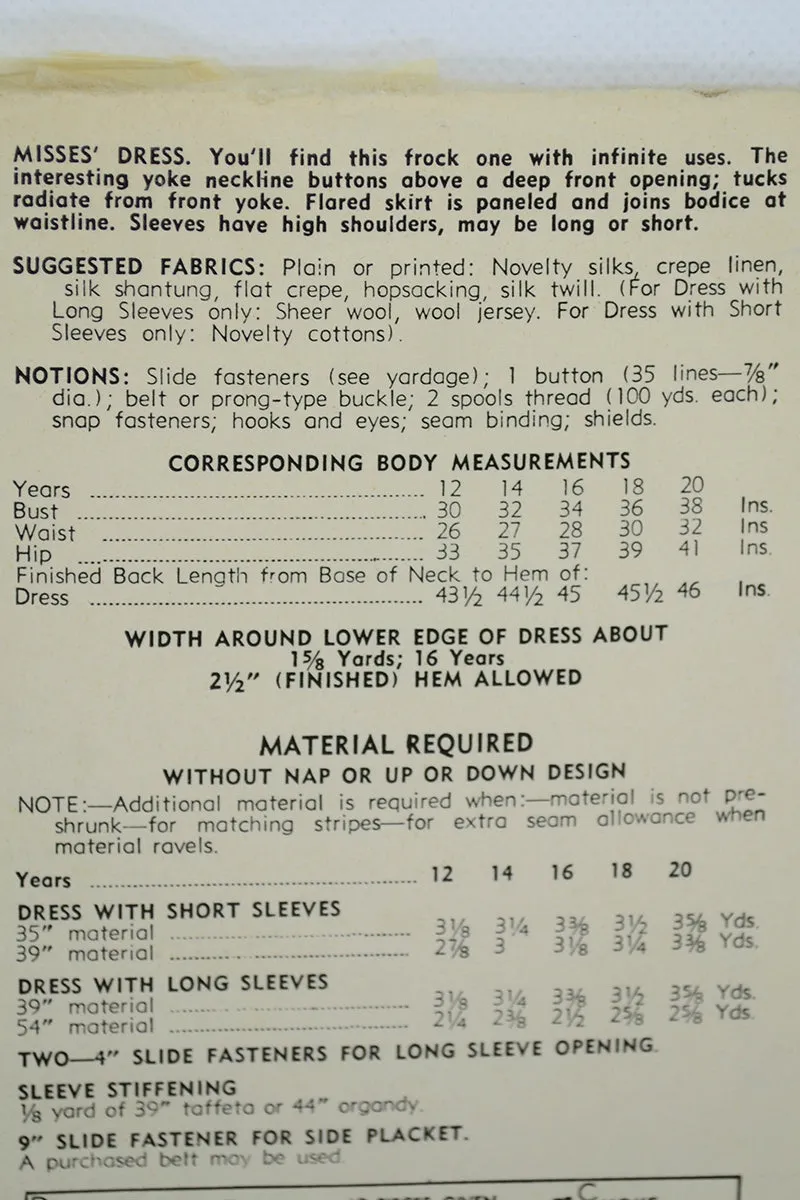 MISSES' DRESS. You'll find this frock one with infinite uses. The
interesting yoke neckline buttons above a deep front opening; tucks
radiate from front yoke. Flared skirt is paneled and joins bodice at
waistline. Sleeves have high shoulders, may be long or short.
SUGGESTED FABRICS: Plain or printed: Novelty silks, crepe linen,
silk shantung, flat crepe, hopsacking, silk twill. (For Dress with
Long Sleeves only: Sheer wool, wool jersey. For Dress with Short
Sleeves only: Novelty cottons).
NOTIONS: Slide fasteners (see yardage); 1 button (35 lines—⅞"
dia.); belt or prong-type buckle; 2 spools thread (100 yds. each);
snap fasteners; hooks and eyes; seam binding; shields.
CORRESPONDING BODY MEASUREMENTS
Years 12 14 16 18 20
Bust 30 32 34 36 38 Ins.
Waist 26 27 28 30 32 Ins
Hip 33 35 37 39 41 Ins.
Finished Back Length from Base of Neck to Hem of:
Dress 43½ 44½ 45 45½ 46 Ins.
WIDTH AROUND LOWER EDGE OF DRESS ABOUT
1⅝ Yards; 16 Years
2½" (FINISHED) HEM ALLOWED
MATERIAL REQUIRED
WITHOUT NAP OR UP OR DOWN DESIGN
NOTE:—Additional material is required when:—material is not pre-
shrunk—for matching stripes—for extra seam allowance when
material ravels.
Years 12 14 16 18 20
DRESS WITH SHORT SLEEVES
35" material 3⅛ 3¼ 3⅜ 3½ 3⅝ Yds.
39" material 2⅞ 3 3⅛ 3¼ 3⅜ Yds.
DRESS WITH LONG SLEEVES
39" material 3⅛ 3¼ 3⅜ 3½ 3⅝ Yds.
54" material 2¼ 2⅜ 2½ 2⅝ 2⅝ Yds.
TWO—4" SLIDE FASTENERS FOR LONG SLEEVE OPENING.
SLEEVE STIFFENING
⅛ yard of 39" taffeta or 44" organdy.
9" SLIDE FASTENER FOR SIDE PLACKET.
A purchased belt may be used